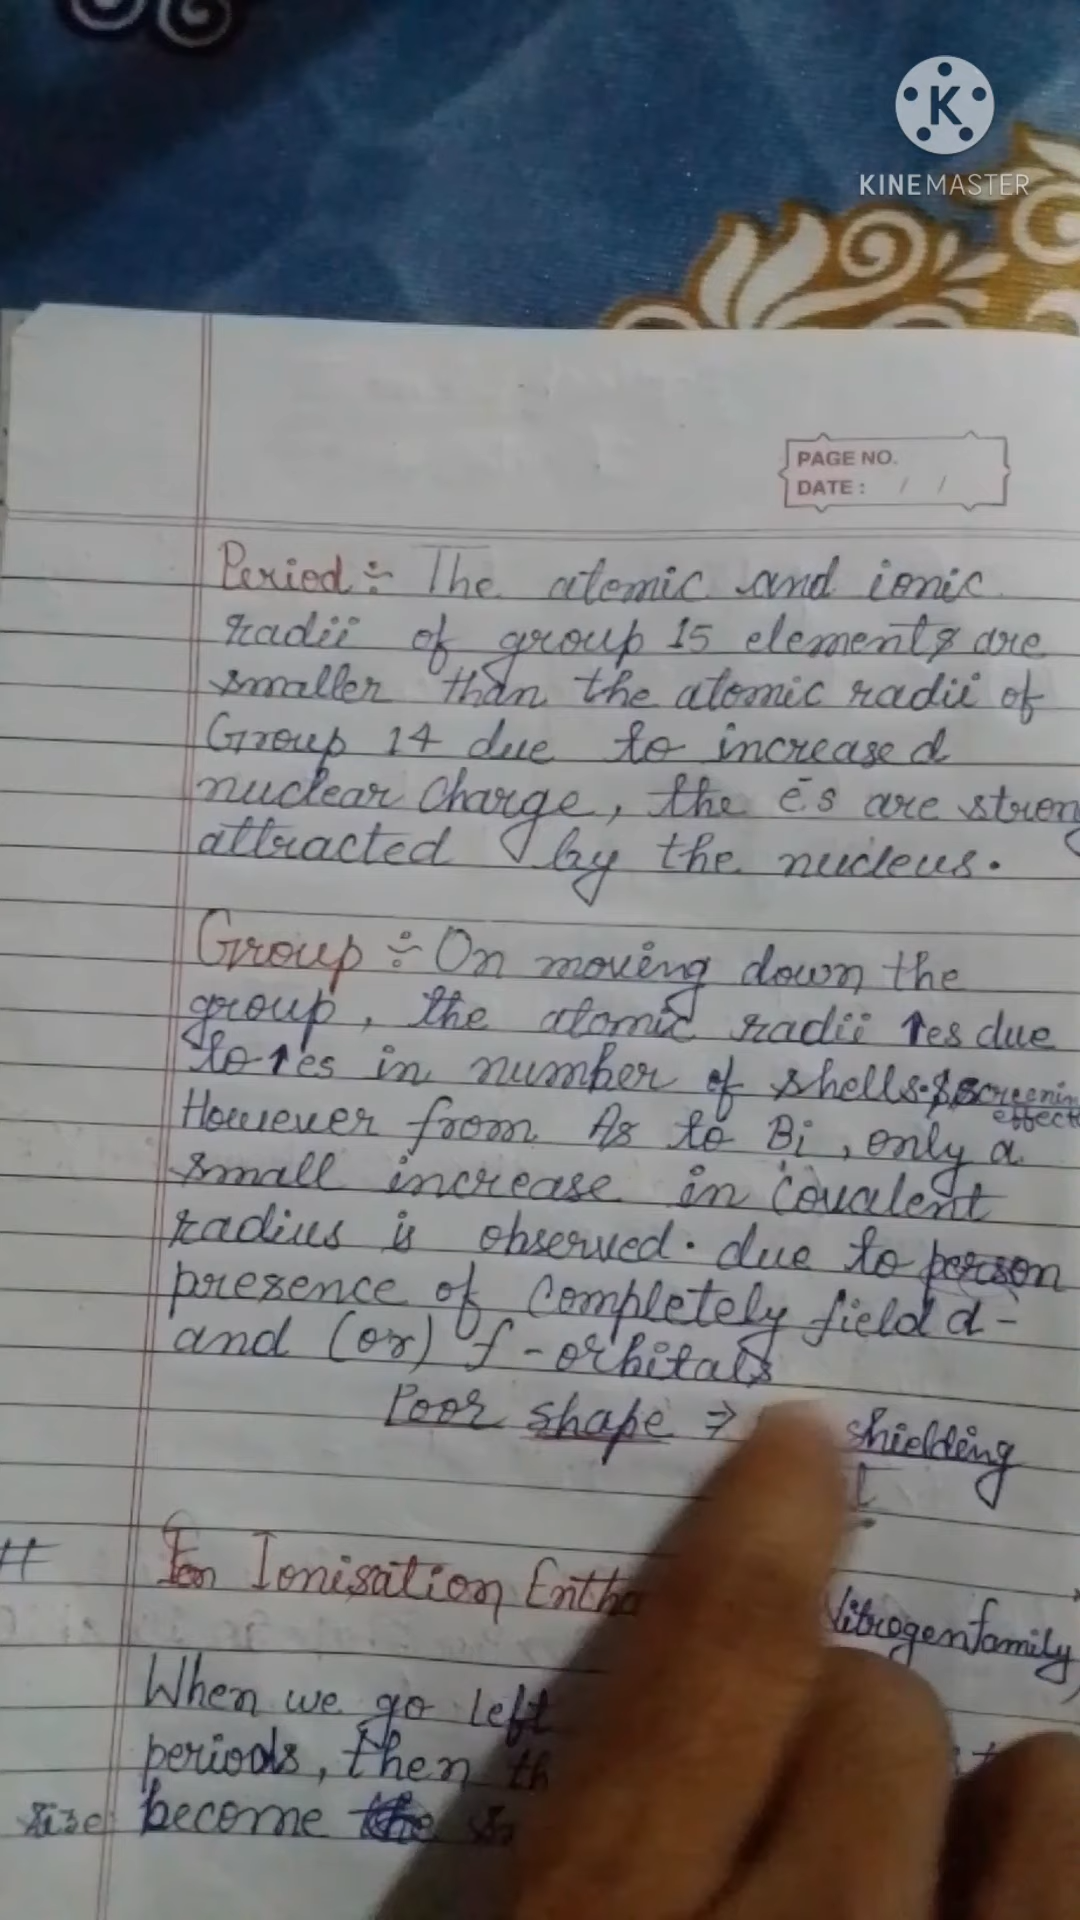 KINEMASTER
PAGE NO.
DATE : / /
Period :- The atomic and ionic
radii of group 15 elements are
smaller than the atomic radii of
Group 14 due to increased
nuclear charge, the ēs are strong
attracted by the nucleus.
Group :- On moving down the
group, the atomic radii ↑es due
to ↑es in number of shells. & screenin
effect
However from As to Bi, only a
small increase in covalent
radius is observed. due to
presence of completely field d-
and (or) f-orbitals
Poor shape ⇒ shielding
# Ionisation Entha Nitrogen family
When we go left
periods, then th
size become